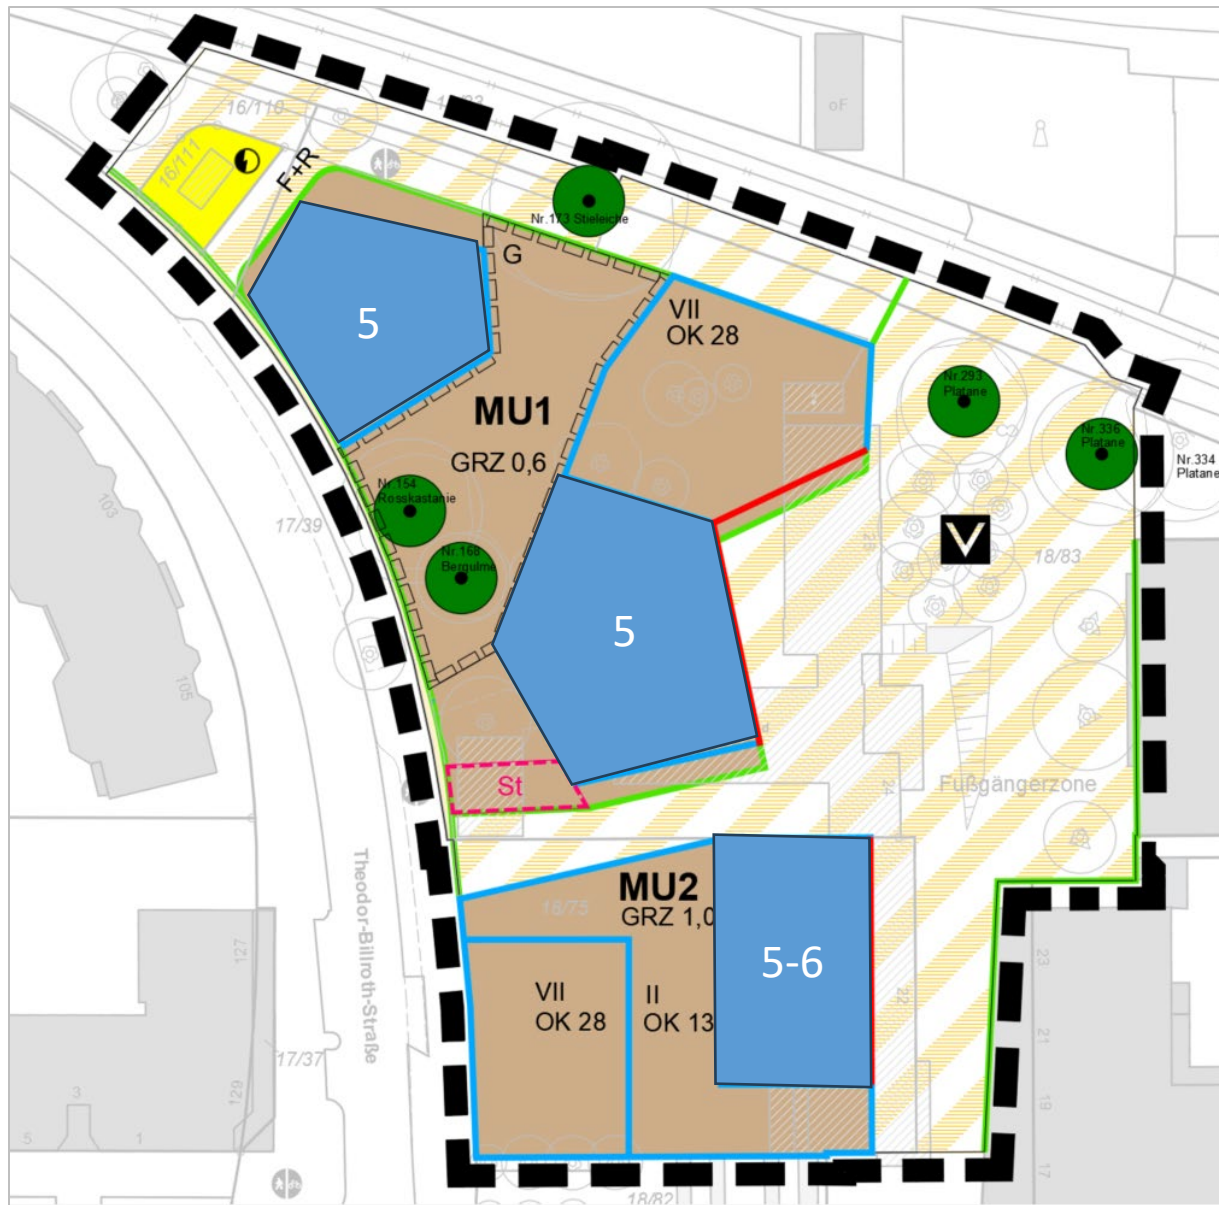 oF
16/110
16/111
F+R
Nr.173 Stieleiche
G
5
VII
OK 28
MU1
GRZ 0,6
Nr.293
Platane
Nr.336
Platane
Nr.334
Platane
Nr.154
Rosskastanie
Nr.168
Bergulme
103
17/39
105
25
18/83
5
St
24
Fußgängerzone
Theodor-Billroth-Straße
MU2
GRZ 1,0
18/75
5-6
VII
OK 28
II
OK 13
127
22
23
21
19
17
17/37
129
3
5
1
18/82